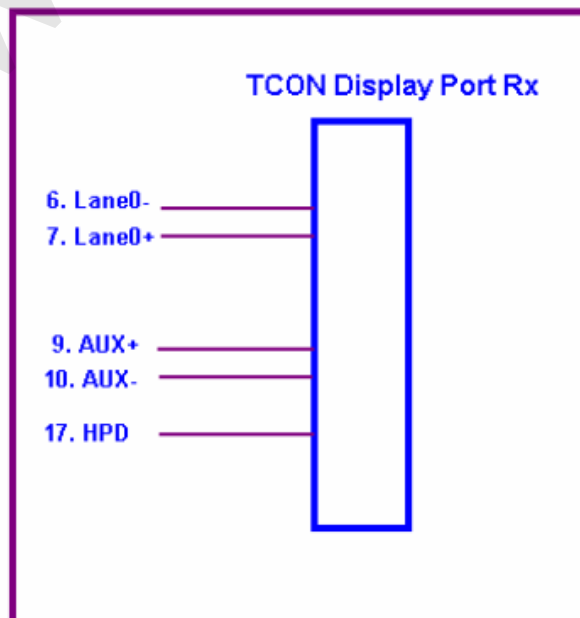 TCON Display Port Rx
6. Lane0-
7. Lane0+
9. AUX+
10. AUX-
17. HPD